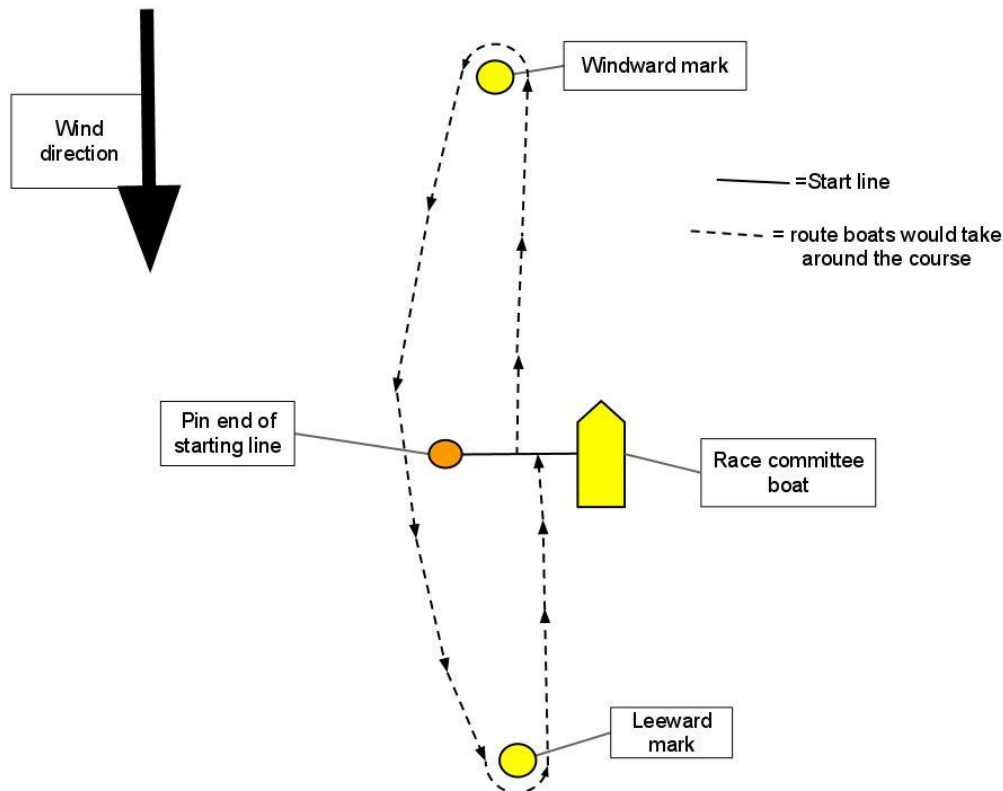 Windward mark
Wind
direction
=Start line
= route boats would take
around the course
Pin end of
starting line
Race committee
boat
Leeward
mark